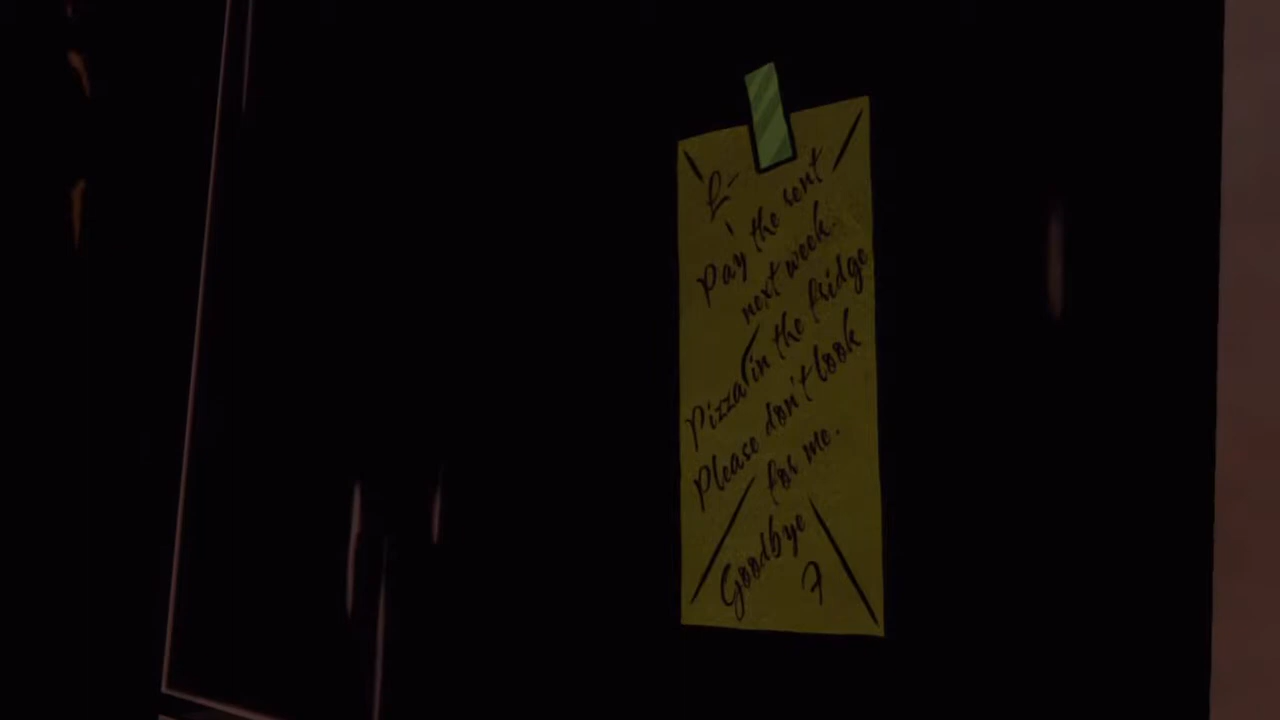 E-
Pay the rent
next week.
Pizza in the fridge
Please don't look
for me.
Goodbye
F